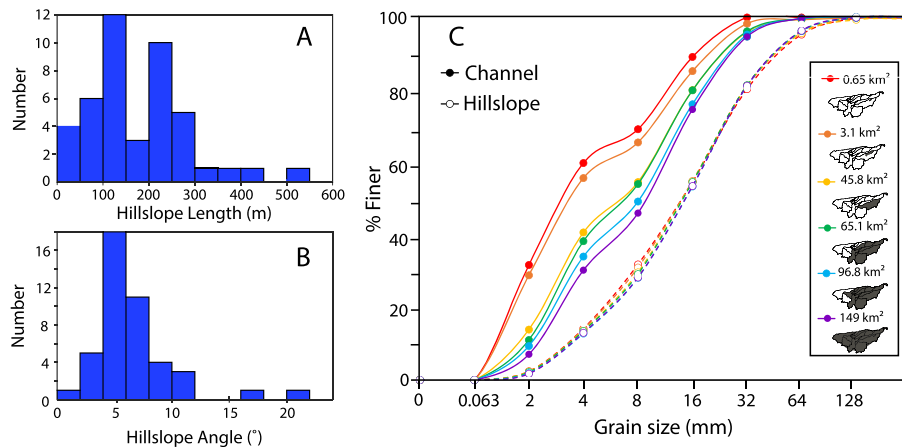 A
12
10
8
6
4
2
0
Number
0 100 200 300 400 500 600
Hillslope Length (m)
B
16
12
8
4
0
Number
0 5 10 15 20
Hillslope Angle (°)
C
100
80
60
40
20
0
% Finer
Channel
Hillslope
0 0.063 2 4 8 16 32 64 128
Grain size (mm)
0.65 km²
3.1 km²
45.8 km²
65.1 km²
96.8 km²
149 km²